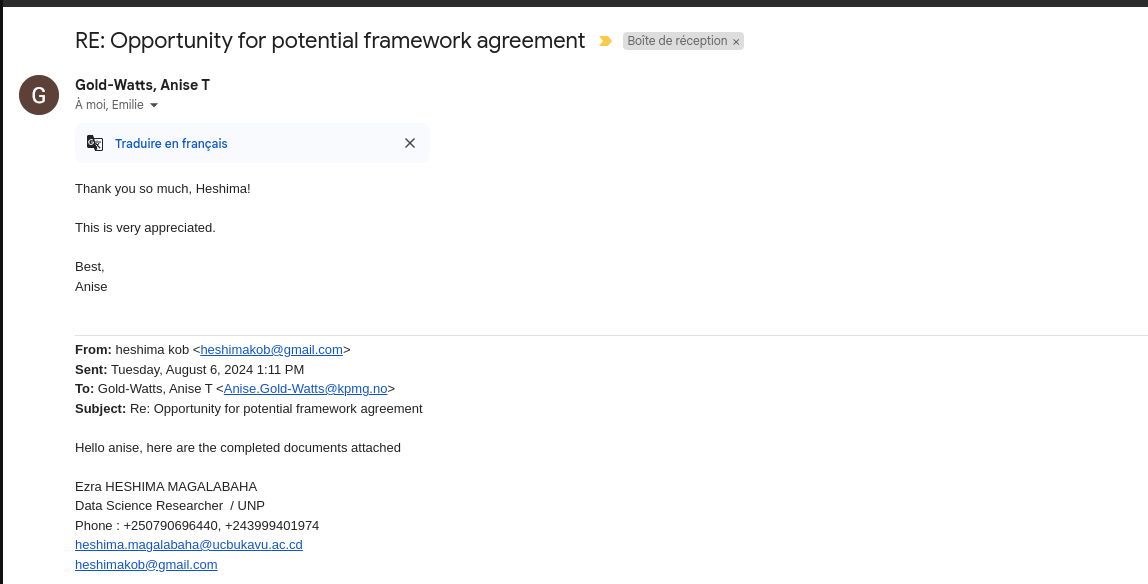 RE: Opportunity for potential framework agreement Boîte de réception ×
G
Gold-Watts, Anise T
À moi, Emilie
Traduire en français
Thank you so much, Heshima!
This is very appreciated.
Best,
Anise
From: heshima kob <heshimakob@gmail.com>
Sent: Tuesday, August 6, 2024 1:11 PM
To: Gold-Watts, Anise T <Anise.Gold-Watts@kpmg.no>
Subject: Re: Opportunity for potential framework agreement
Hello anise, here are the completed documents attached
Ezra HESHIMA MAGALABAHA
Data Science Researcher / UNP
Phone : +250790696440, +243999401974
heshima.magalabaha@ucbukavu.ac.cd
heshimakob@gmail.com